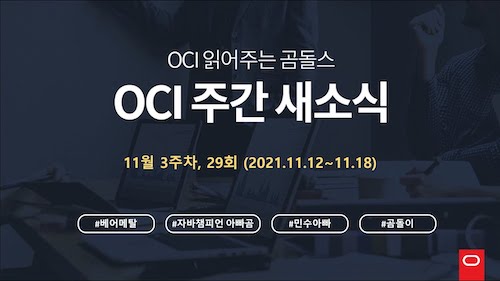 OCI 읽어주는 곰돌스
OCI 주간 새소식
11월 3주차, 29회 (2021.11.12~11.18)
#베어메탈 #자바챔피언 아빠곰 #민수아빠 #곰돌이